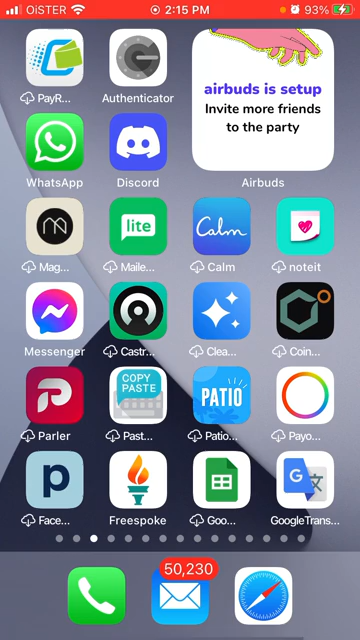 OiSTER
2:15 PM
93%
airbuds is setup
Invite more friends
to the party
PayR...
Authenticator
WhatsApp
Discord
Airbuds
lite
Calm
Mag...
Maile...
Calm
noteit
Messenger
Castr...
Clea...
Coin...
COPY
PASTE
PATIO
Parler
Past...
Patio...
Payo...
p
G
文
Face...
Freespoke
Goo...
GoogleTrans...
50,230